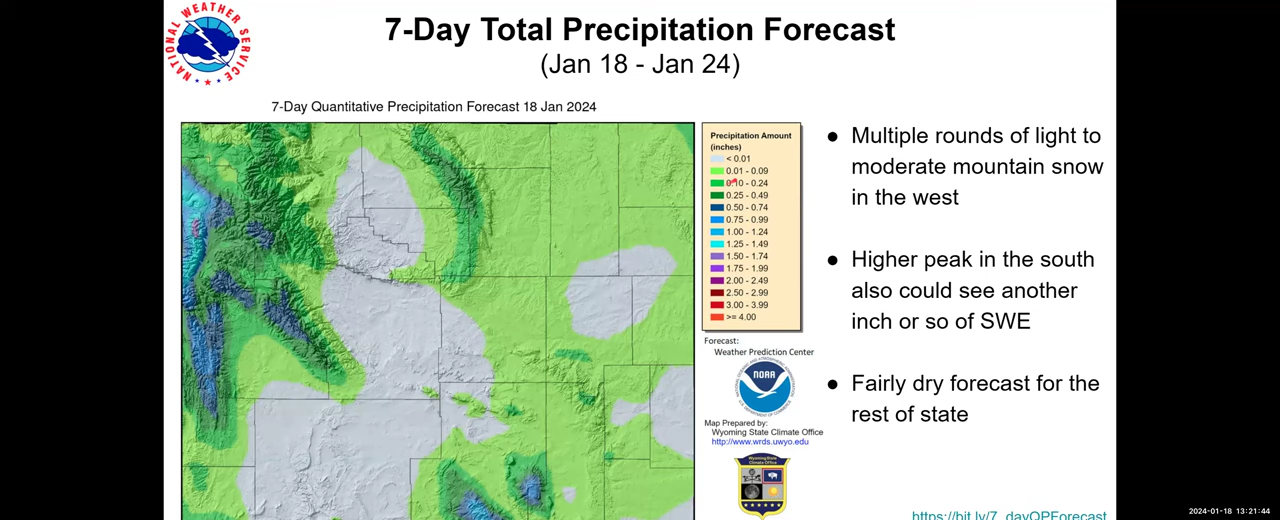 NATIONAL WEATHER SERVICE
7-Day Total Precipitation Forecast
(Jan 18 - Jan 24)
7-Day Quantitative Precipitation Forecast 18 Jan 2024
Precipitation Amount
(inches)
< 0.01
0.01 - 0.09
0.10 - 0.24
0.25 - 0.49
0.50 - 0.74
0.75 - 0.99
1.00 - 1.24
1.25 - 1.49
1.50 - 1.74
1.75 - 1.99
2.00 - 2.49
2.50 - 2.99
3.00 - 3.99
>= 4.00
Forecast:
Weather Prediction Center
NOAA
Map Prepared by:
Wyoming State Climate Office
http://www.wrds.uwyo.edu
Wyoming State
Climate Office
● Multiple rounds of light to
moderate mountain snow
in the west
● Higher peak in the south
also could see another
inch or so of SWE
● Fairly dry forecast for the
rest of state
https://bit.ly/7_dayQPForecast
2024-01-18 13:21:44